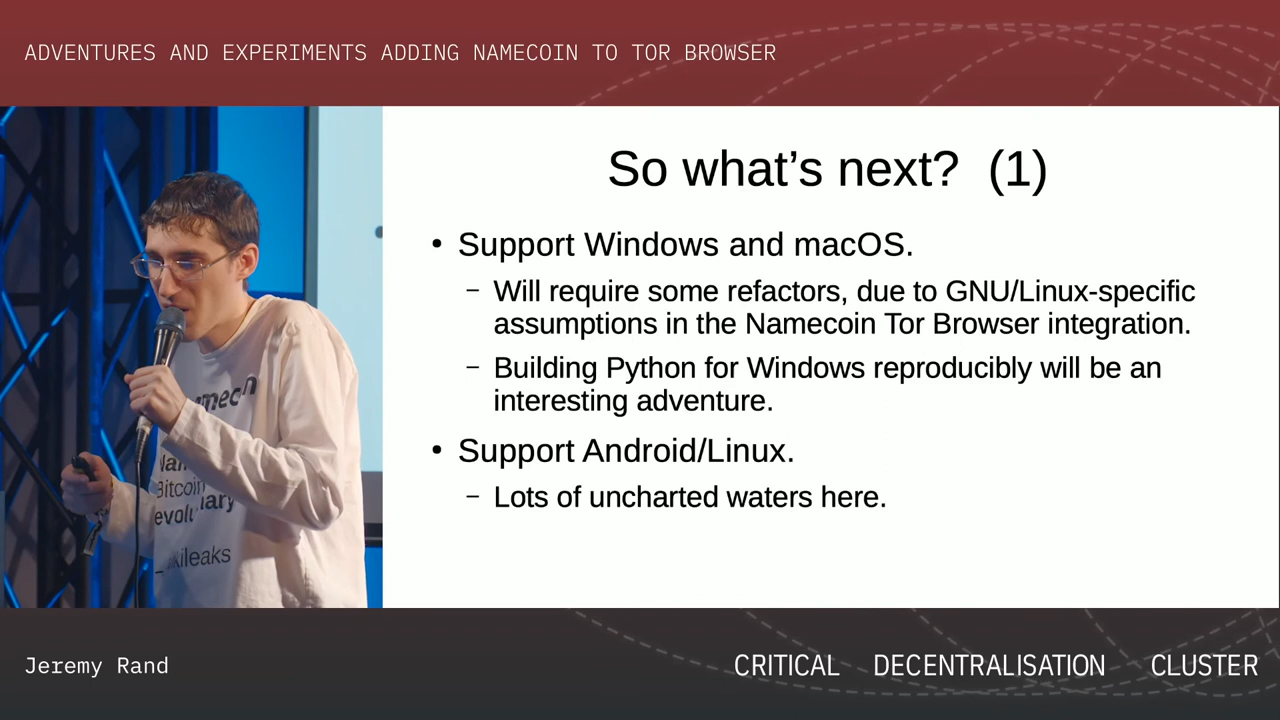 ADVENTURES AND EXPERIMENTS ADDING NAMECOIN TO TOR BROWSER
So what’s next? (1)
• Support Windows and macOS.
– Will require some refactors, due to GNU/Linux-specific
assumptions in the Namecoin Tor Browser integration.
– Building Python for Windows reproducibly will be an
interesting adventure.
• Support Android/Linux.
– Lots of uncharted waters here.
Bitcoin
Jeremy Rand
CRITICAL DECENTRALISATION CLUSTER